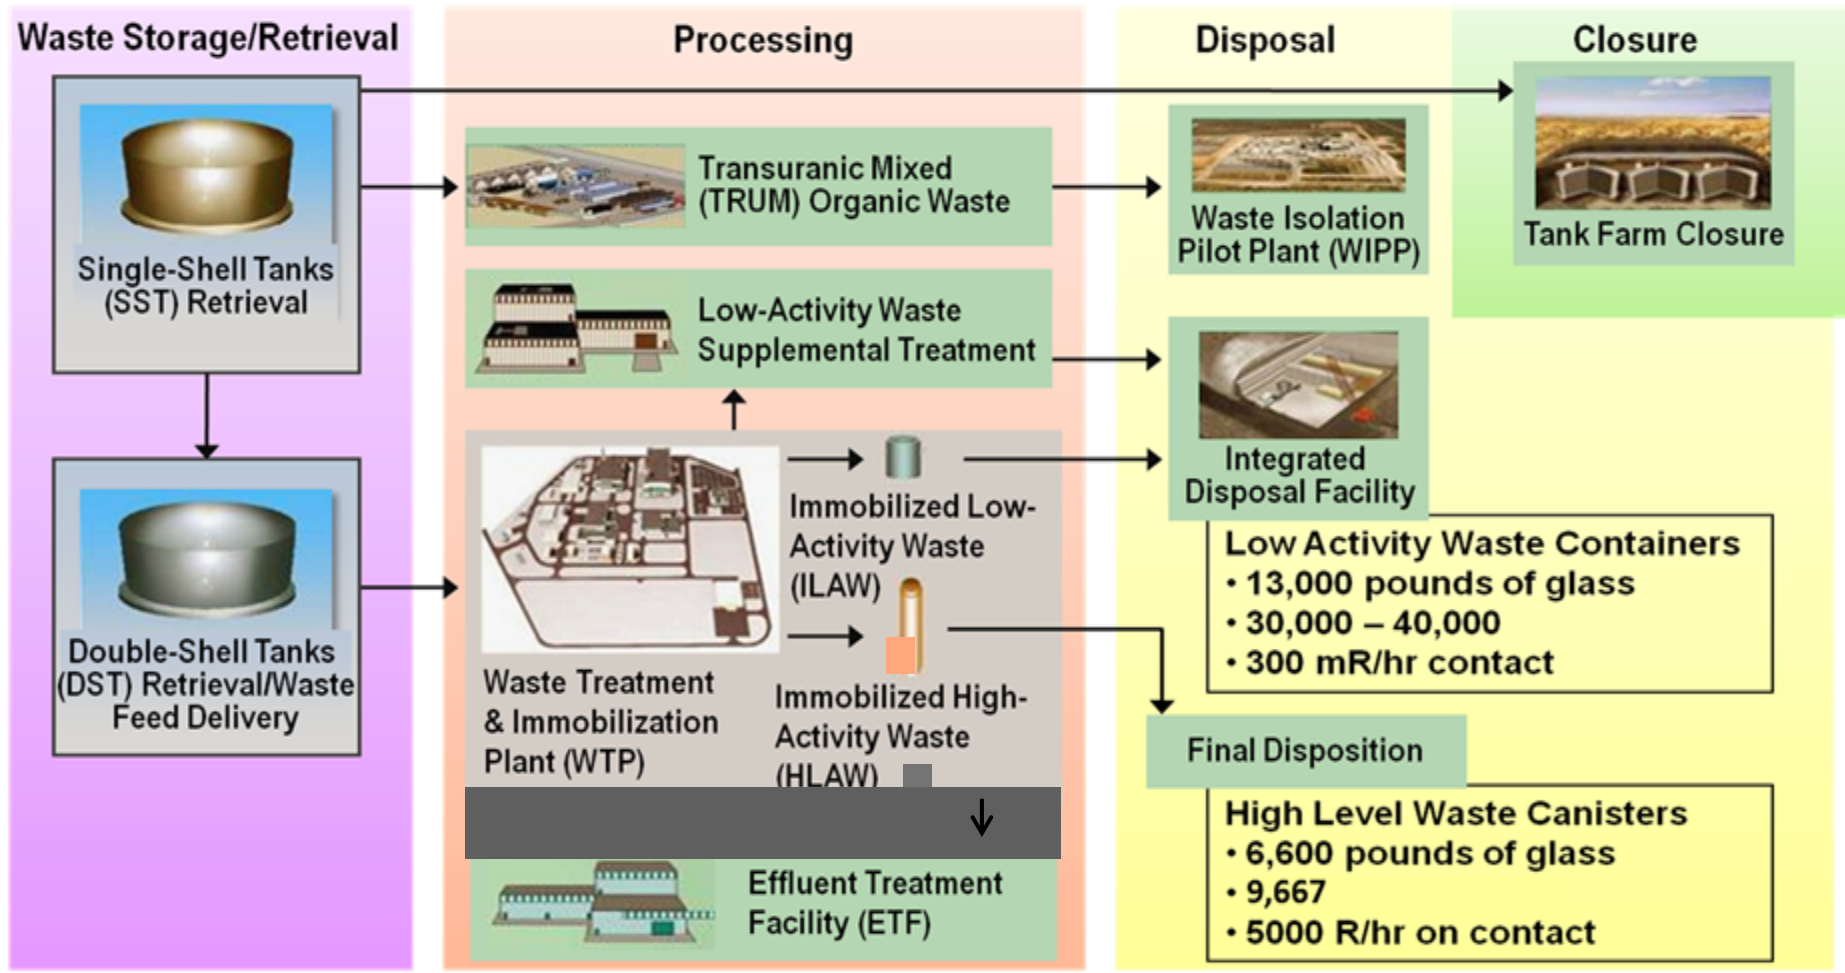 Waste Storage/Retrieval
Processing
Disposal
Closure
Single-Shell Tanks
(SST) Retrieval
Double-Shell Tanks
(DST) Retrieval/Waste
Feed Delivery
Transuranic Mixed
(TRUM) Organic Waste
Low-Activity Waste
Supplemental Treatment
Waste Treatment
& Immobilization
Plant (WTP)
Immobilized Low-
Activity Waste
(ILAW)
Immobilized High-
Activity Waste
(HLAW)
Effluent Treatment
Facility (ETF)
Waste Isolation
Pilot Plant (WIPP)
Tank Farm Closure
Integrated
Disposal Facility
Low Activity Waste Containers
• 13,000 pounds of glass
• 30,000 – 40,000
• 300 mR/hr contact
Final Disposition
High Level Waste Canisters
• 6,600 pounds of glass
• 9,667
• 5000 R/hr on contact